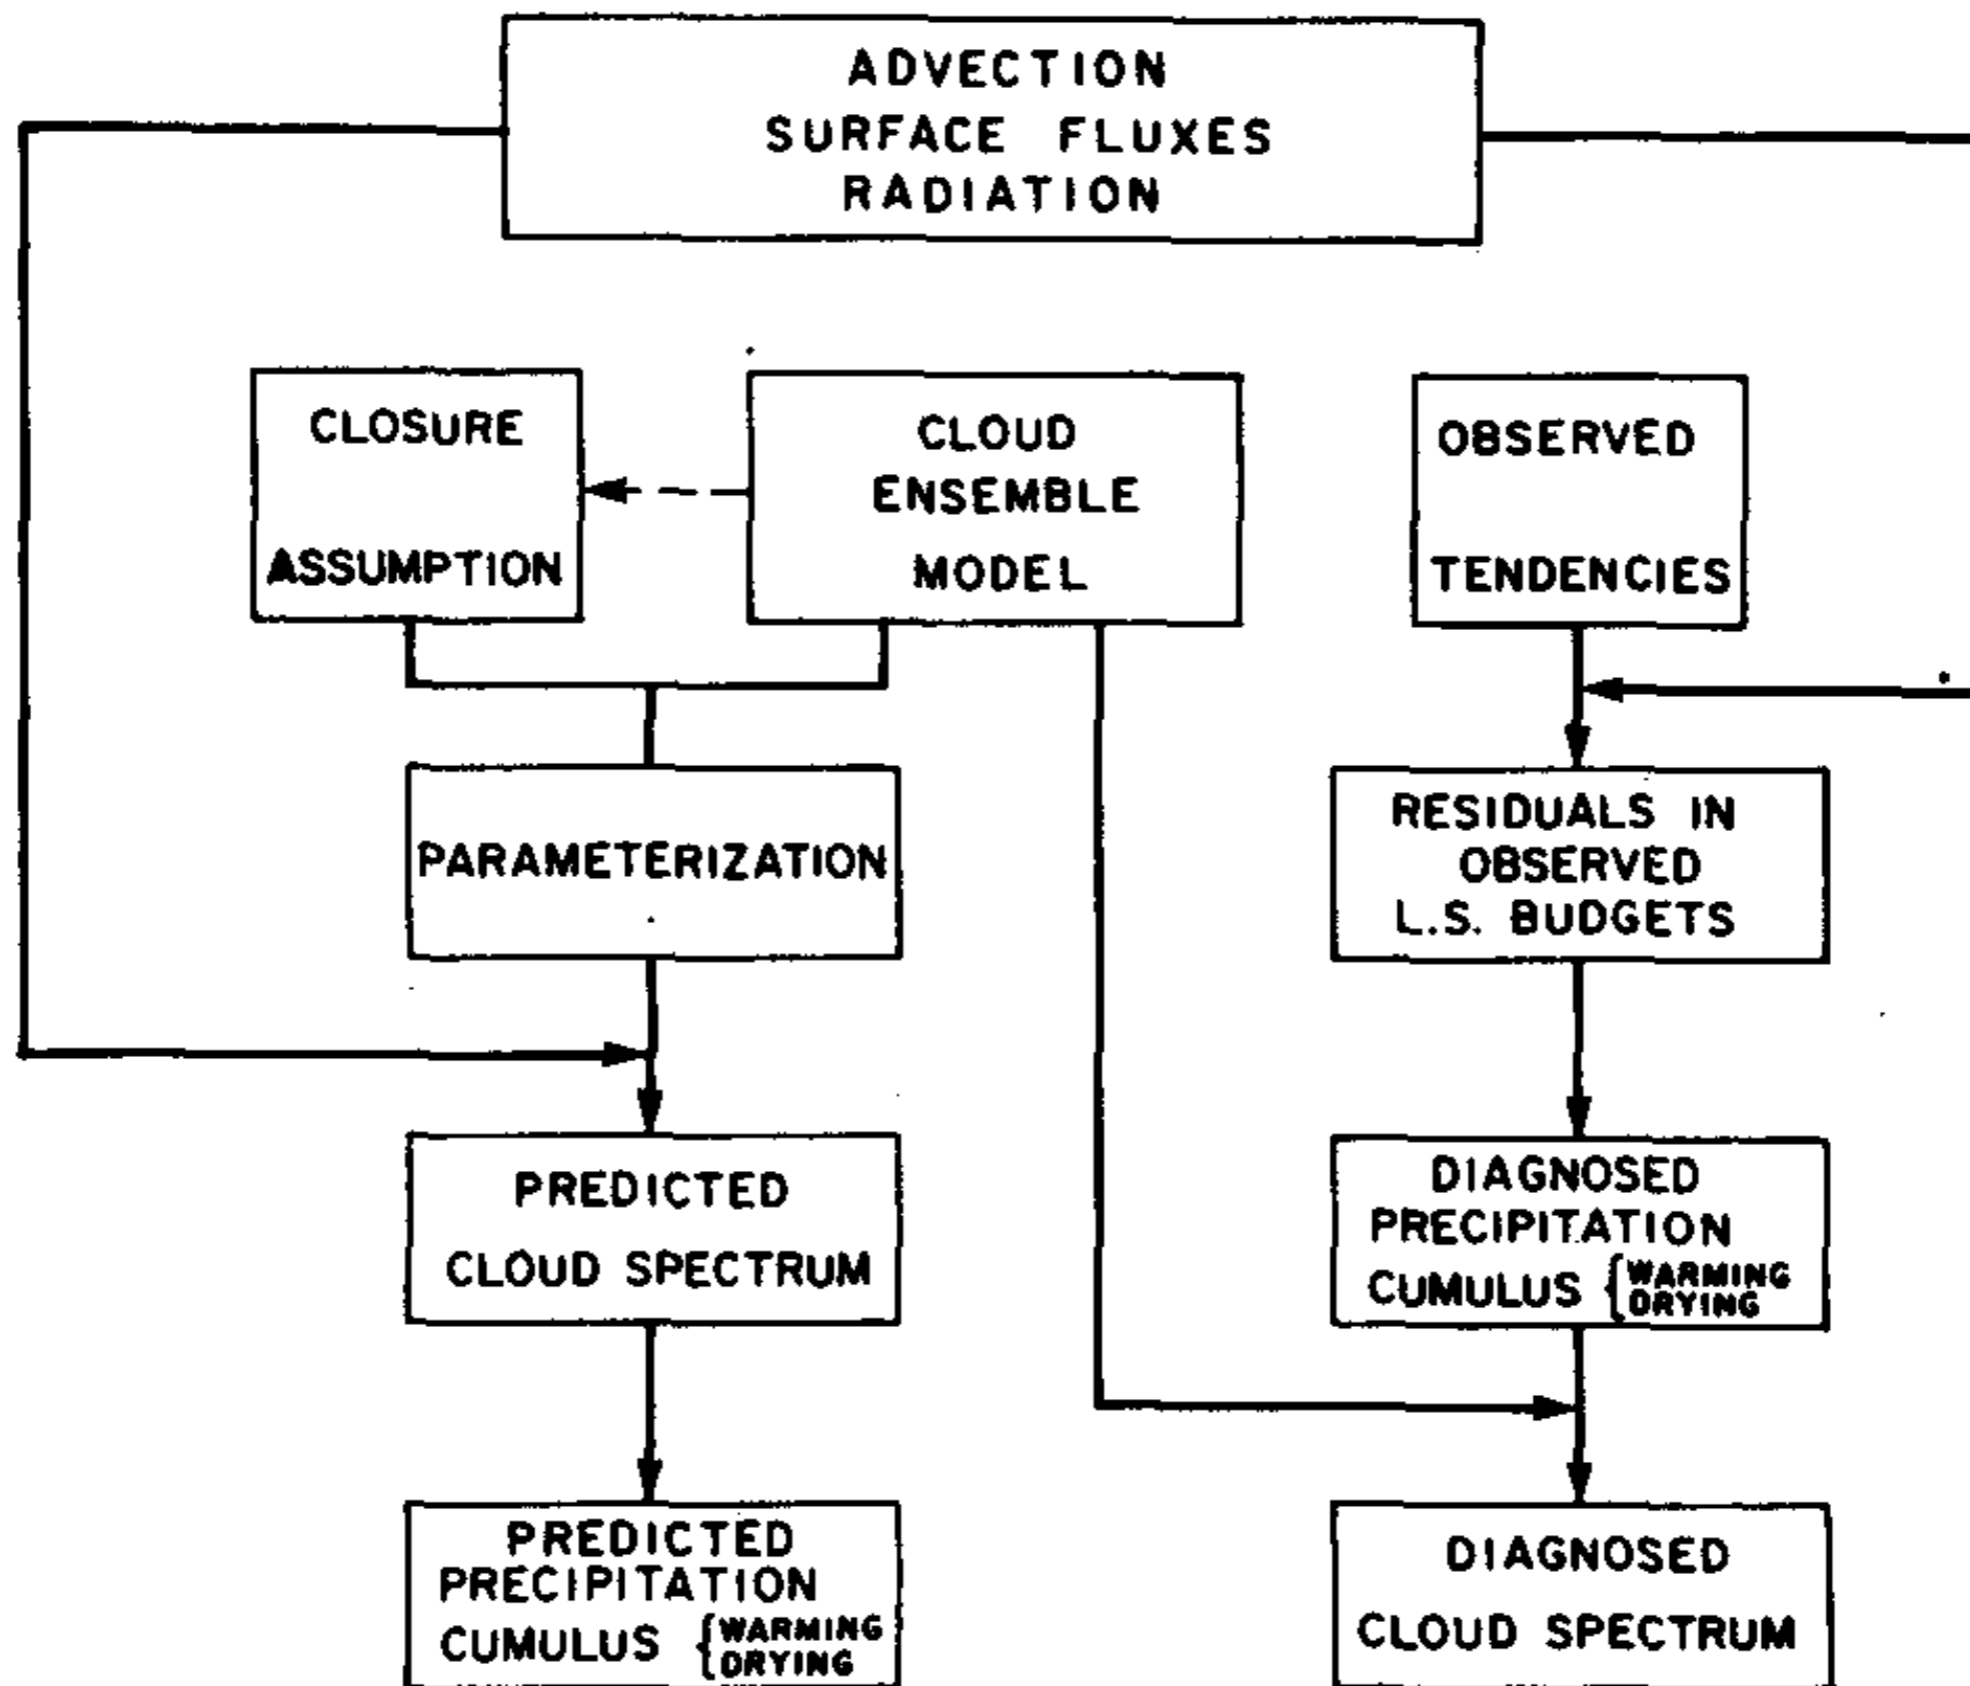 ADVECTION
SURFACE FLUXES
RADIATION
CLOSURE
ASSUMPTION
CLOUD
ENSEMBLE
MODEL
OBSERVED
TENDENCIES
PARAMETERIZATION
RESIDUALS IN
OBSERVED
L.S. BUDGETS
PREDICTED
CLOUD SPECTRUM
DIAGNOSED
PRECIPITATION
CUMULUS { WARMING
DRYING
PREDICTED
PRECIPITATION
CUMULUS { WARMING
DRYING
DIAGNOSED
CLOUD SPECTRUM